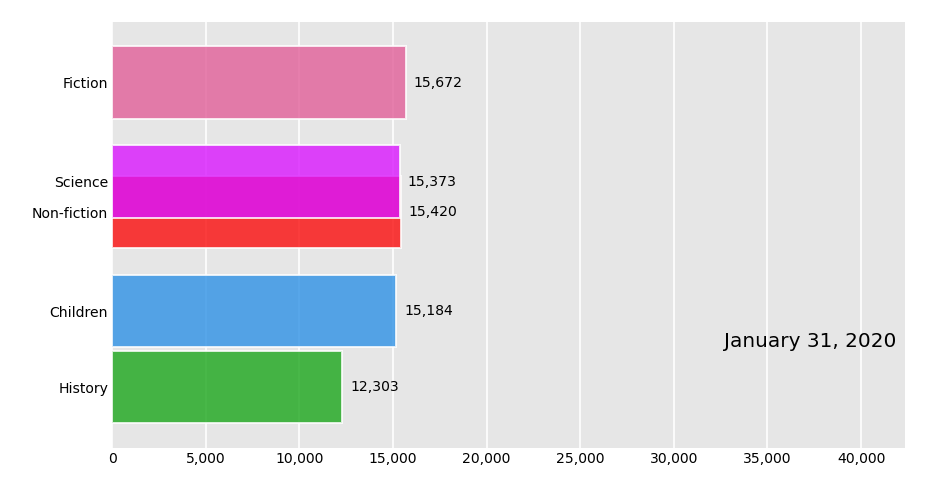 Fiction 15,672
Science 15,373
Non-fiction 15,420
Children 15,184
January 31, 2020
History 12,303
0 5,000 10,000 15,000 20,000 25,000 30,000 35,000 40,000